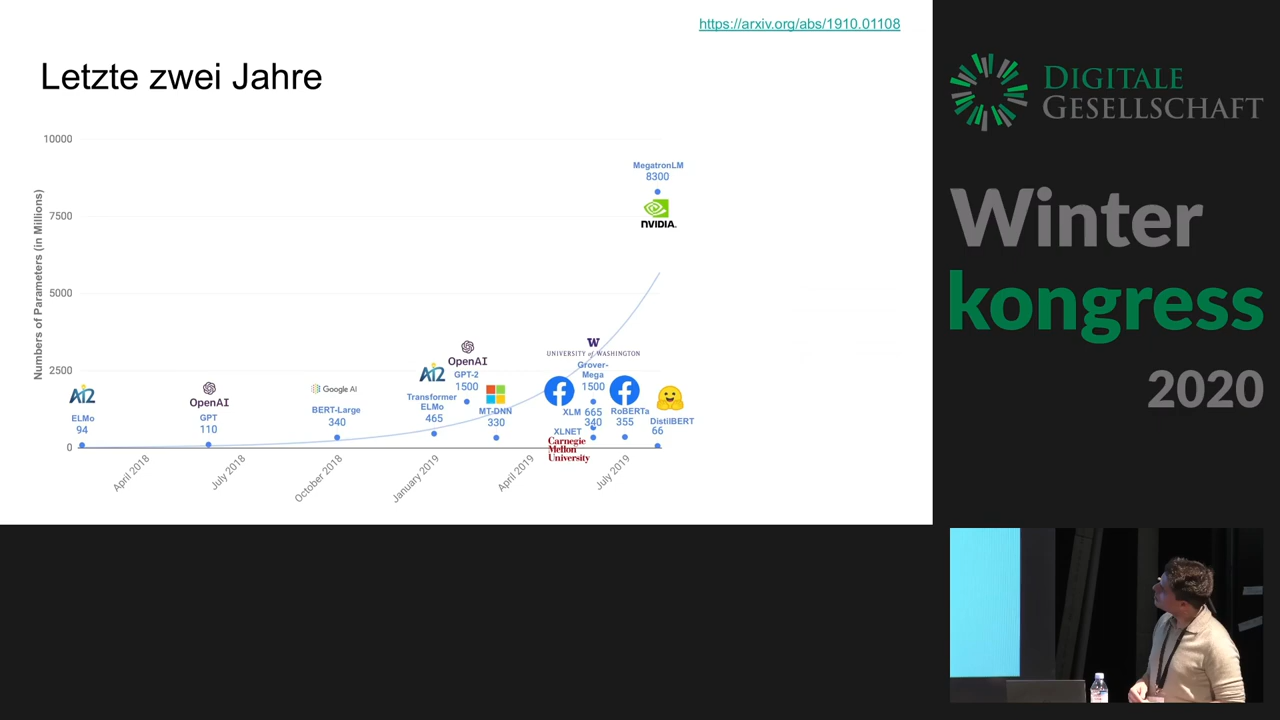 https://arxiv.org/abs/1910.01108
Letzte zwei Jahre
Numbers of Parameters (in Millions)
10000
7500
5000
2500
0
MegatronLM
8300
NVIDIA.
AI2
ELMo
94
OpenAI
GPT
110
Google AI
BERT-Large
340
AI2
Transformer
ELMO
465
OpenAI
GPT-2
1500
MT-DNN
330
W
UNIVERSITY of WASHINGTON
Grover-
Mega
1500
XLM 665
XLNET 340
Carnegie
Mellon
University
RoBERTa
355
DistilBERT
66
April 2018
July 2018
October 2018
January 2019
April 2019
July 2019
DIGITALE
GESELLSCHAFT
Winter
kongress
2020